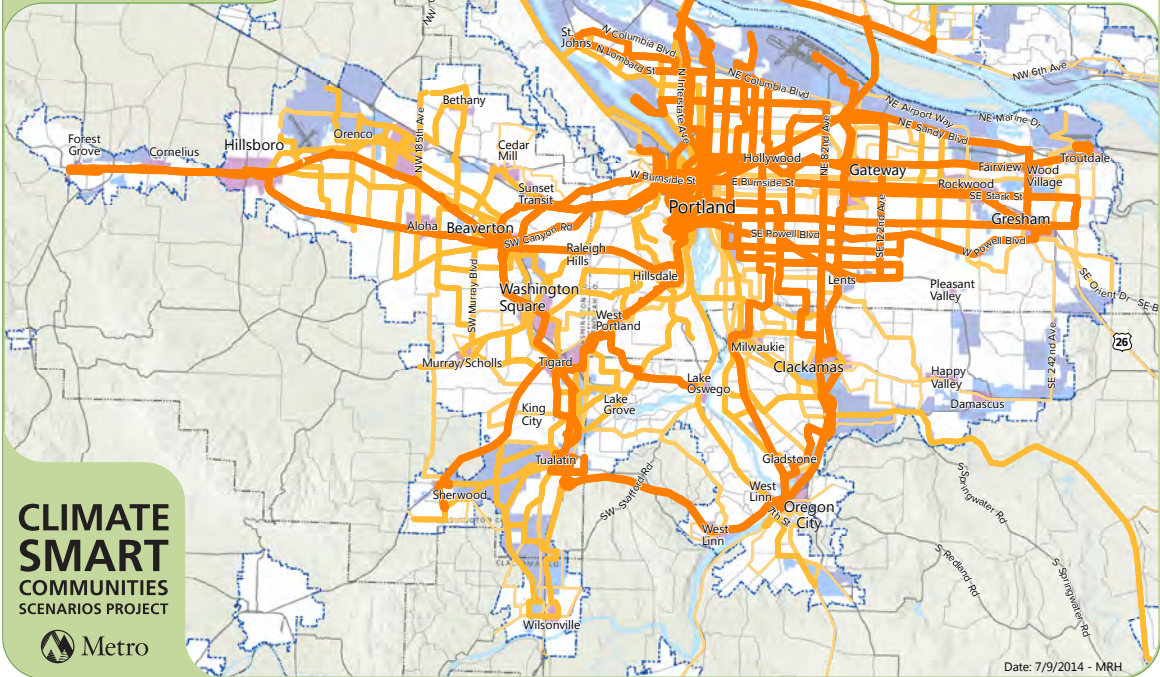 St.
Johns
N Columbia Blvd
N Lombard St
N Interstate Ave
NE Columbia Blvd
NW 6th Ave
NE Airport Way
NE Marine Dr
NE Sandy Blvd
NE 82nd Ave
Bethany
NW 185th Ave
Orenco
Forest
Grove
Cornelius
Hillsboro
Cedar
Mill
Hollywood
Gateway
Fairview
Wood
Village
Troutdale
Sunset
Transit
W Burnside St
E Burnside St
Rockwood
SE Stark St
Portland
Gresham
SE 122nd Ave
Aloha
Beaverton
SW Canyon Rd
SE Powell Blvd
W Powell Blvd
Raleigh
Hills
Hillsdale
Lents
Pleasant
Valley
SE Orient Dr
SE B
SW Murray Blvd
Washington
Square
West
Portland
26
Murray/Scholls
Tigard
Milwaukie
Clackamas
SE 242nd Ave
Happy
Valley
Damascus
Lake
Oswego
Lake
Grove
King
City
Tualatin
Gladstone
Sherwood
SW Stafford Rd
West
Linn
Oregon
City
7th St
West
Linn
S Springwater Rd
S Redland Rd
S Springwater Rd
Wilsonville
CLIMATE
SMART
COMMUNITIES
SCENARIOS PROJECT
Metro
Date: 7/9/2014 - MRH